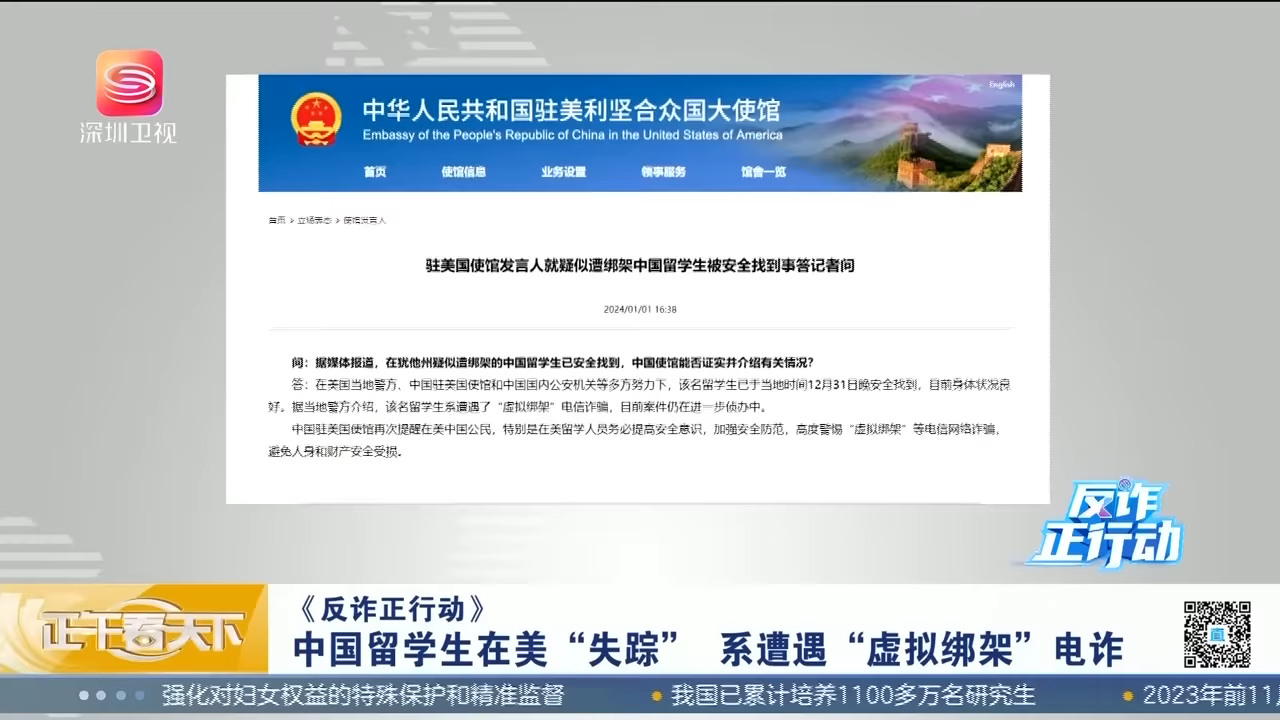 深圳卫视
English
中华人民共和国驻美利坚合众国大使馆
Embassy of the People's Republic of China in the United States of America
首页 使馆信息 业务设置 领事服务 馆舍一览
首页 > 立场表态 > 使馆发言人
驻美国使馆发言人就疑似遭绑架中国留学生被安全找到事答记者问
2024/01/01 16:38
问：据媒体报道，在犹他州疑似遭绑架的中国留学生已安全找到，中国使馆能否证实并介绍有关情况？
答：在美国当地警方、中国驻美国使馆和中国国内公安机关等多方努力下，该名留学生已于当地时间12月31日晚安全找到，目前身体状况良
好。据当地警方介绍，该名留学生系遭遇了“虚拟绑架”电信诈骗，目前案件仍在进一步侦办中。
中国驻美国使馆再次提醒在美中国公民，特别是在美留学人员务必提高安全意识，加强安全防范，高度警惕“虚拟绑架”等电信网络诈骗，
避免人身和财产安全受损。
反诈
正行动
正午看天下
《反诈正行动》
中国留学生在美“失踪” 系遭遇“虚拟绑架”电诈
强化对妇女权益的特殊保护和精准监督 我国已累计培养1100多万名研究生 2023年前11